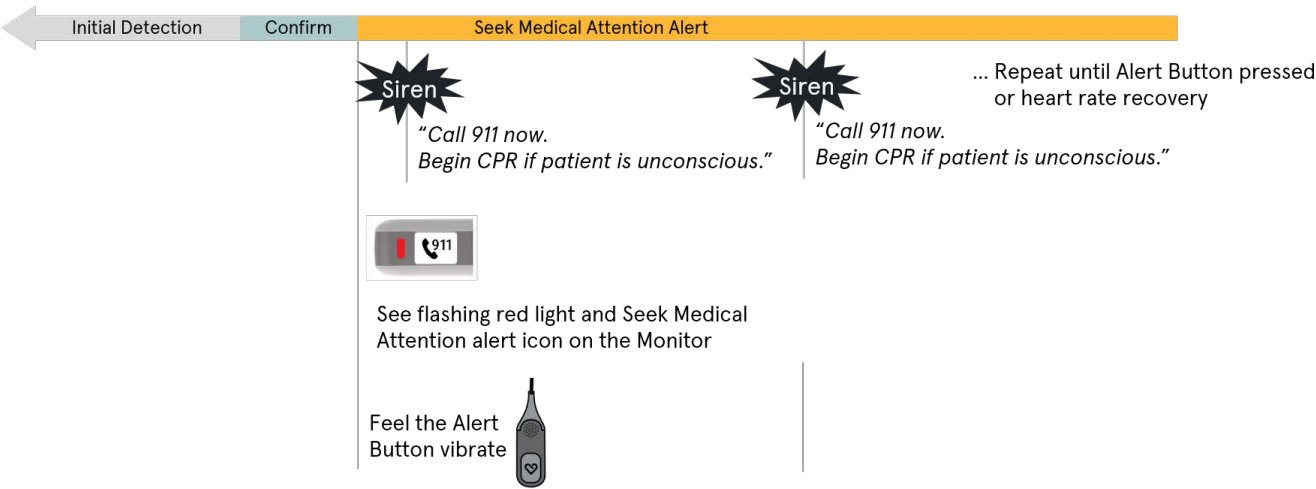 Initial Detection
Confirm
Seek Medical Attention Alert
Siren
“Call 911 now.
Begin CPR if patient is unconscious.”
Siren
“Call 911 now.
Begin CPR if patient is unconscious.”
... Repeat until Alert Button pressed
or heart rate recovery
911
See flashing red light and Seek Medical
Attention alert icon on the Monitor
Feel the Alert
Button vibrate